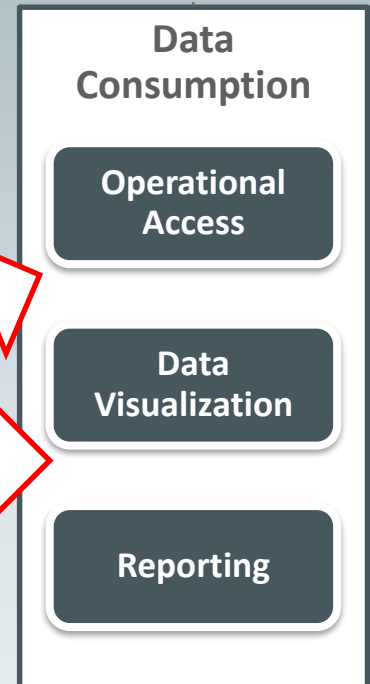 Data
Consumption
Operational
Access
Data
Visualization
Reporting